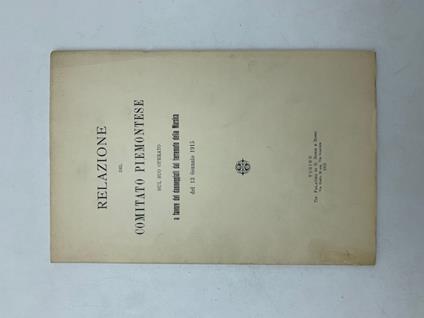 RELAZIONE
DEL
COMITATO PIEMONTESE
SUL SUO OPERATO
a favore dei danneggiati dal terremoto della Marsica
del 13 Gennaio 1915
TORINO
1915